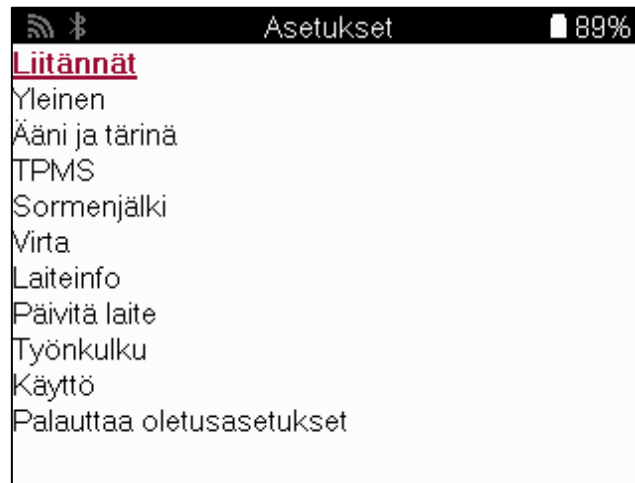 Asetukset 89%
Liitännät
Yleinen
Ääni ja tärinä
TPMS
Sormenjälki
Virta
Laiteinfo
Päivitä laite
Työnkulku
Käyttö
Palauttaa oletusasetukset